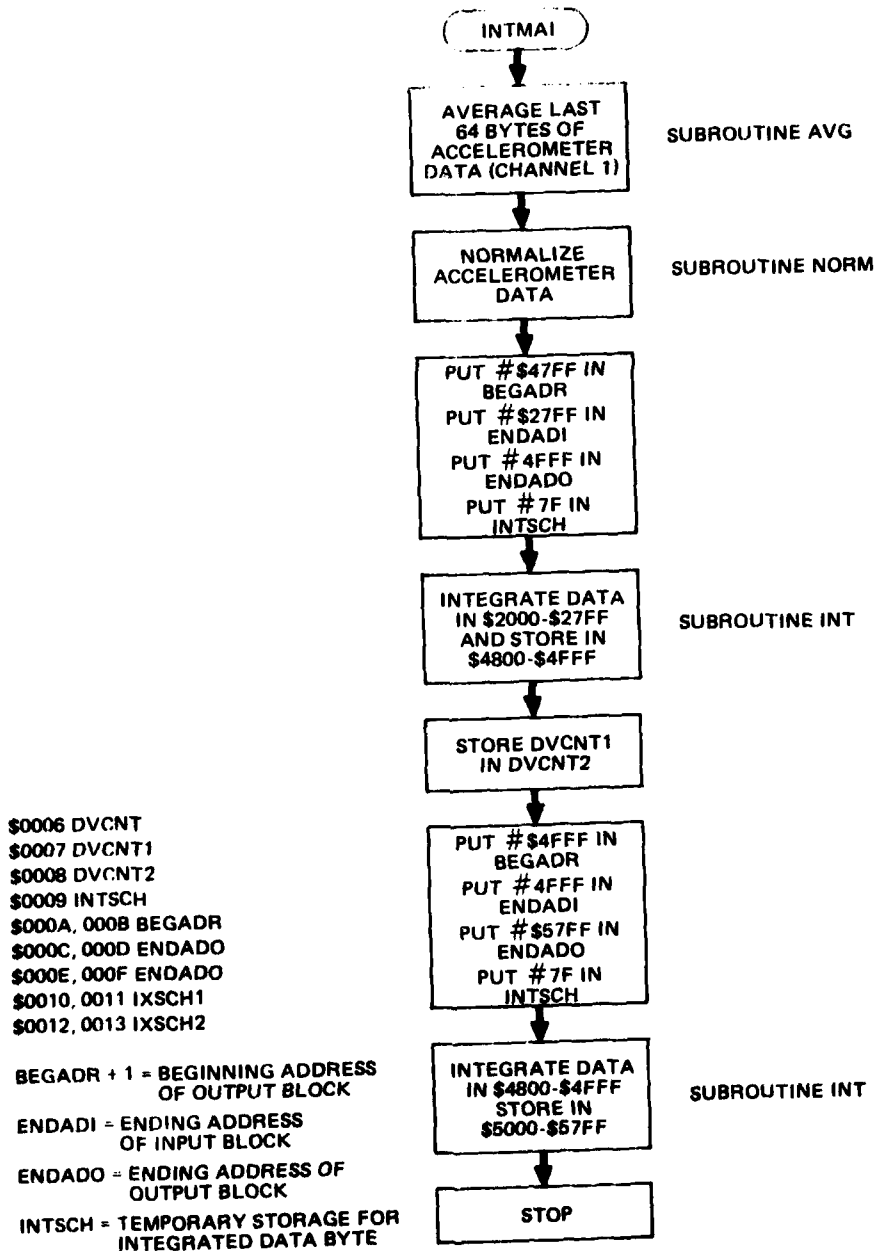 INTMAI
AVERAGE LAST
64 BYTES OF
ACCELEROMETER
DATA (CHANNEL 1)
SUBROUTINE AVG
NORMALIZE
ACCELEROMETER
DATA
SUBROUTINE NORM
PUT #$47FF IN
BEGADR
PUT #$27FF IN
ENDADI
PUT #4FFF IN
ENDADO
PUT #7F IN
INTSCH
INTEGRATE DATA
IN $2000-$27FF
AND STORE IN
$4800-$4FFF
SUBROUTINE INT
STORE DVCNT1
IN DVCNT2
PUT #$4FFF IN
BEGADR
PUT #4FFF IN
ENDADI
PUT #$57FF IN
ENDADO
PUT #7F IN
INTSCH
INTEGRATE DATA
IN $4800-$4FFF
STORE IN
$5000-$57FF
SUBROUTINE INT
STOP
$0006 DVCNT
$0007 DVCNT1
$0008 DVCNT2
$0009 INTSCH
$000A, 000B BEGADR
$000C, 000D ENDADO
$000E, 000F ENDADO
$0010, 0011 IXSCH1
$0012, 0013 IXSCH2
BEGADR + 1 = BEGINNING ADDRESS
OF OUTPUT BLOCK
ENDADI = ENDING ADDRESS
OF INPUT BLOCK
ENDADO = ENDING ADDRESS OF
OUTPUT BLOCK
INTSCH = TEMPORARY STORAGE FOR
INTEGRATED DATA BYTE